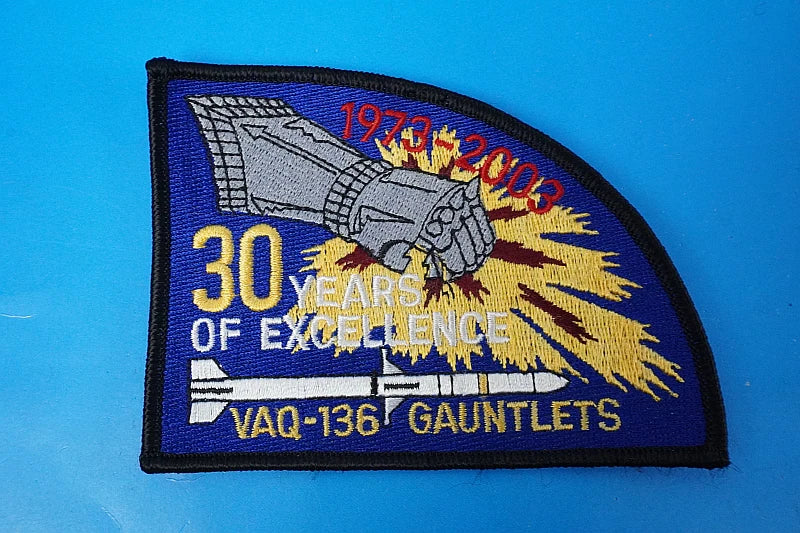 1973-2003
30 YEARS
OF EXCELLENCE
VAQ-136 GAUNTLETS